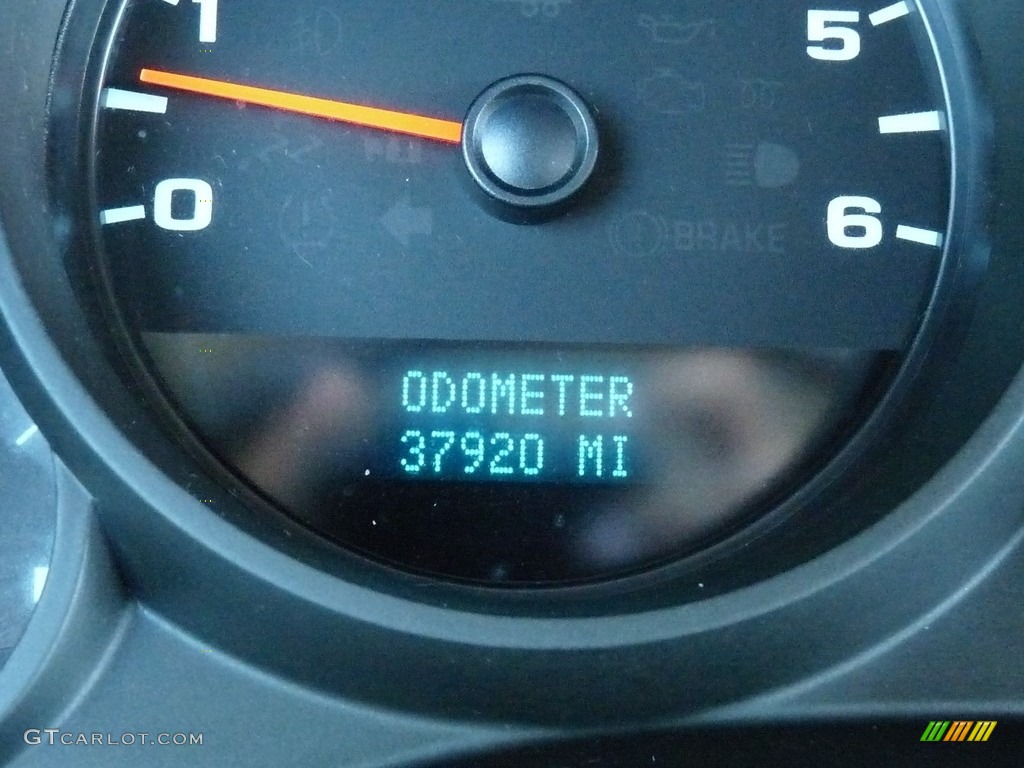 1
5
0
6
BRAKE
ODOMETER
37920 MI
GTCARLOT.COM